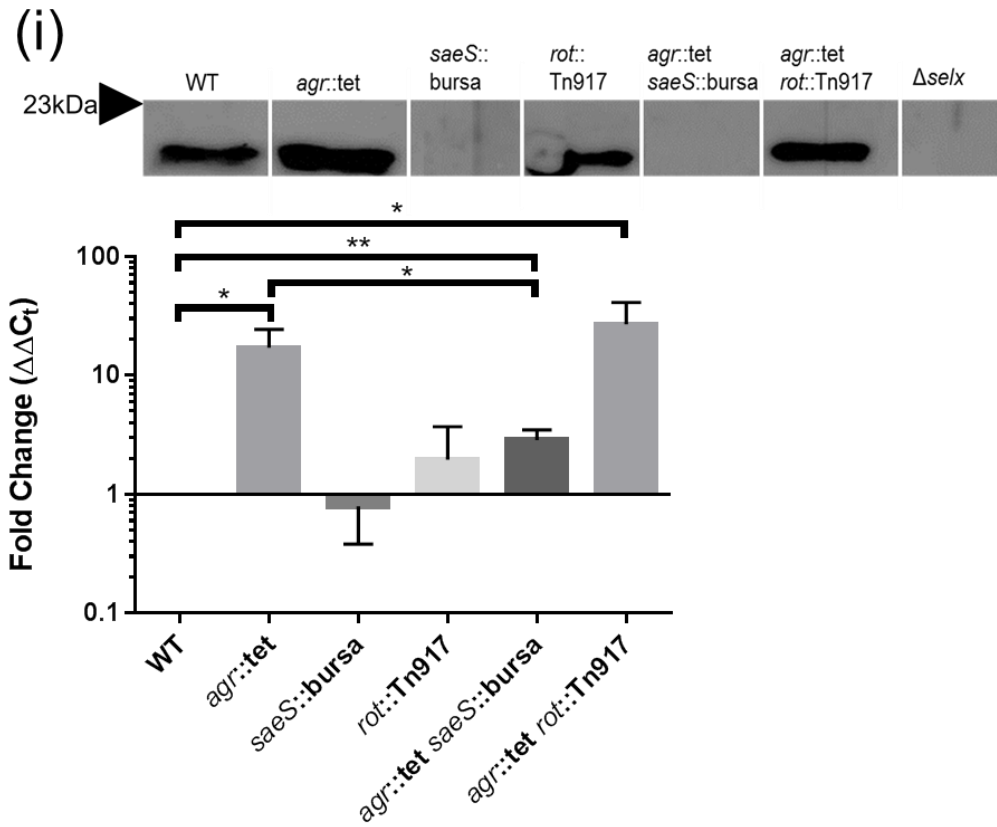 (i)
WT
agr::tet
saeS::
bursa
rot::
Tn917
agr::tet
saeS::bursa
agr::tet
rot::Tn917
Δselx
23kDa
*
**
*
*
100
10
1
0.1
Fold Change (ΔΔCt)
WT
agr::tet
saeS::bursa
rot::Tn917
agr::tet saeS::bursa
agr::tet rot::Tn917